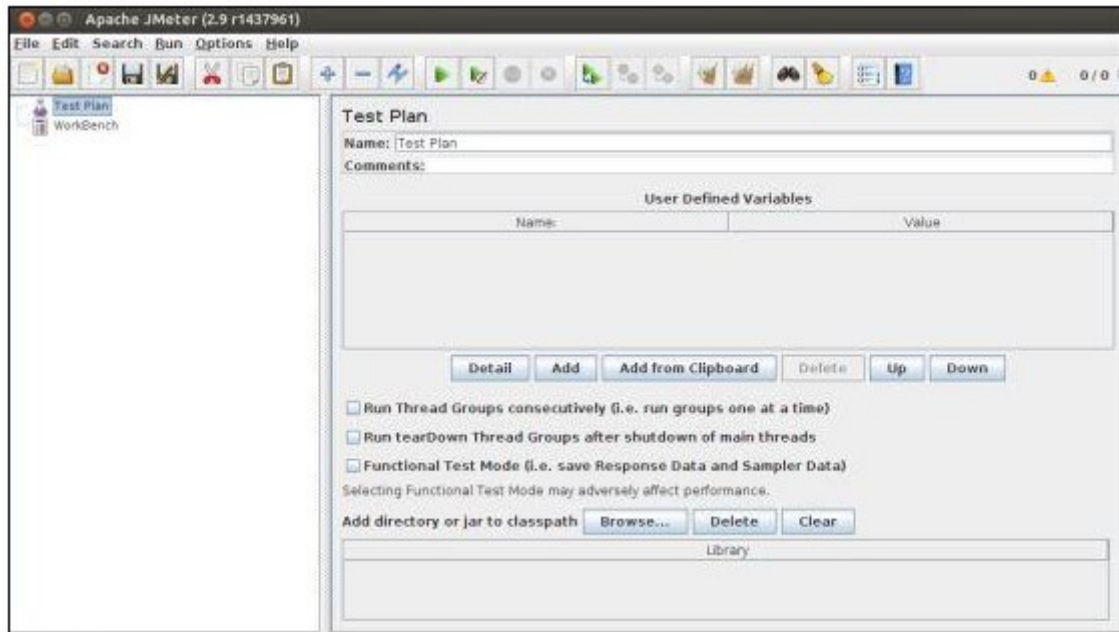 Apache JMeter (2.9 r1437961)
File Edit Search Run Options Help
0 0 / 0
Test Plan
WorkBench
Test Plan
Name: Test Plan
Comments:
User Defined Variables
Name: Value
Detail Add Add from Clipboard Delete Up Down
Run Thread Groups consecutively (i.e. run groups one at a time)
Run tearDown Thread Groups after shutdown of main threads
Functional Test Mode (i.e. save Response Data and Sampler Data)
Selecting Functional Test Mode may adversely affect performance.
Add directory or jar to classpath Browse... Delete Clear
Library